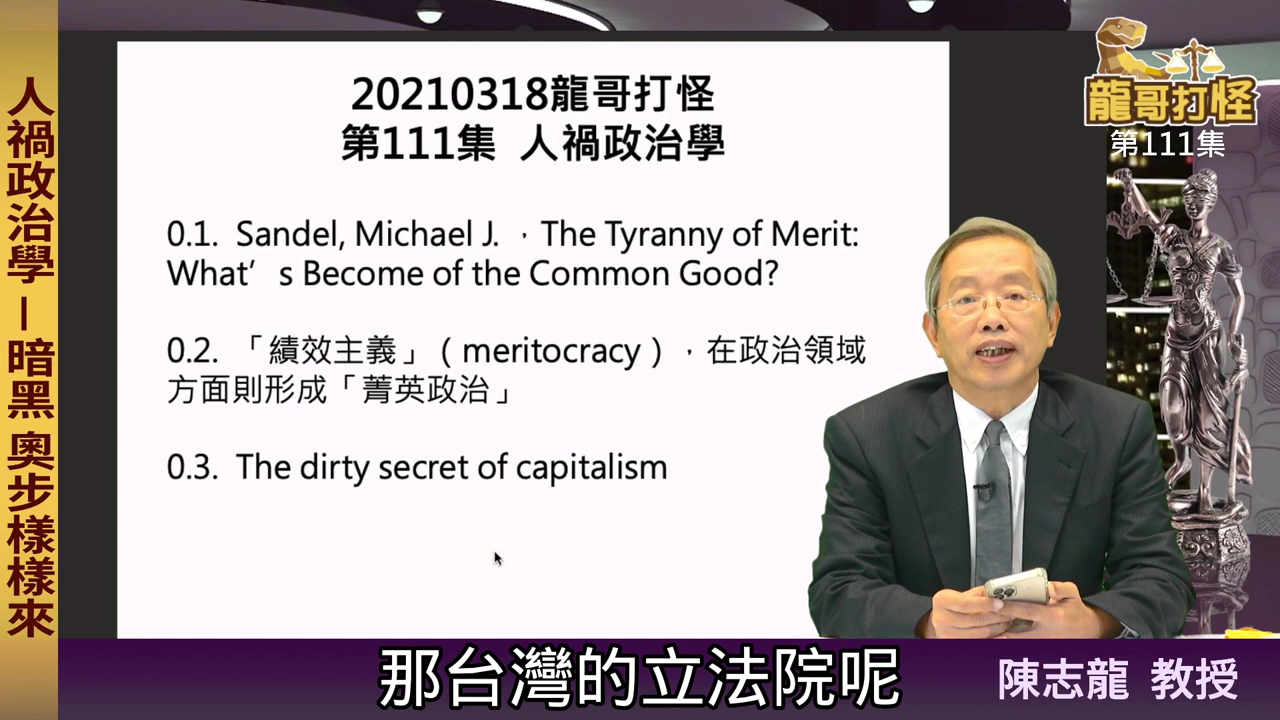 人禍政治學－暗黑 奧步樣樣來
20210318龍哥打怪
第111集 人禍政治學
0.1. Sandel, Michael J. ，The Tyranny of Merit:
What’s Become of the Common Good?
0.2. 「績效主義」（meritocracy），在政治領域
方面則形成「菁英政治」
0.3. The dirty secret of capitalism
龍哥打怪
第111集
那台灣的立法院呢
陳志龍 教授